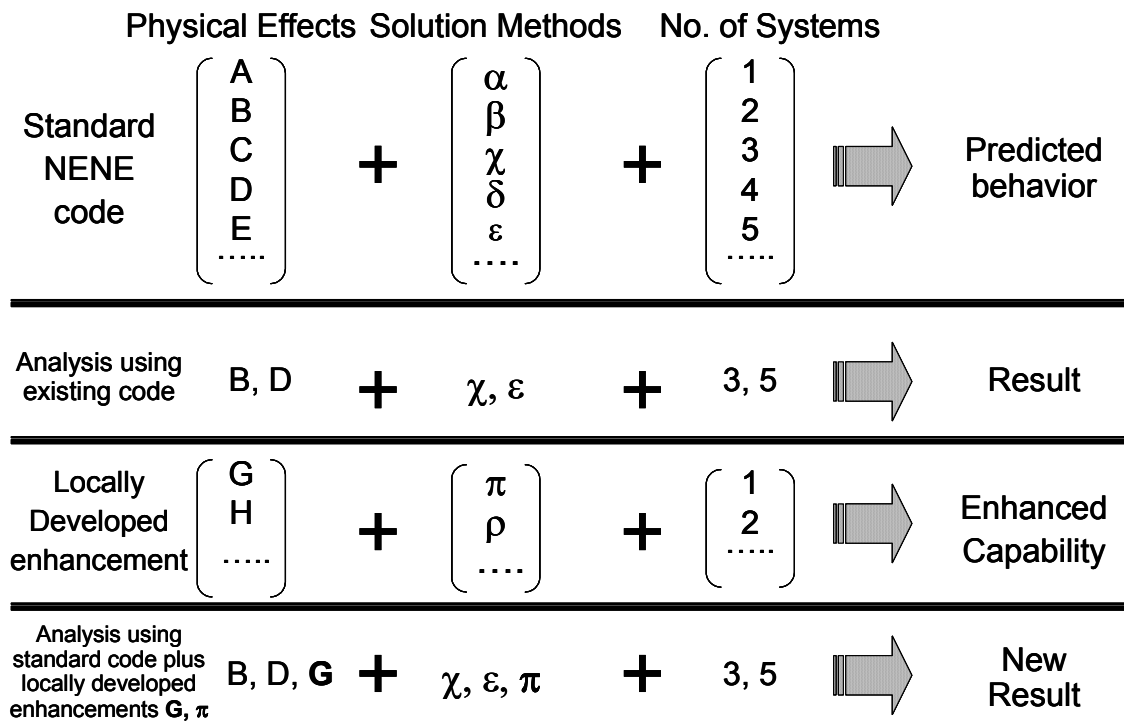 Physical Effects Solution Methods No. of Systems
Standard
NENE
code
A
B
C
D
E
.....
+
α
β
χ
δ
ε
....
+
1
2
3
4
5
.....
Predicted
behavior
Analysis using
existing code
B, D + χ, ε + 3, 5
Result
Locally
Developed
enhancement
G
H
.....
+
π
ρ
....
+
1
2
.....
Enhanced
Capability
Analysis using
standard code plus
locally developed
enhancements G, π
B, D, G + χ, ε, π + 3, 5
New
Result